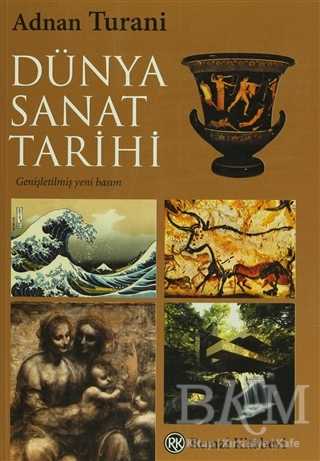 Adnan Turani
DÜNYA
SANAT
TARİHİ
Genişletilmiş yeni basım
BKM
RK